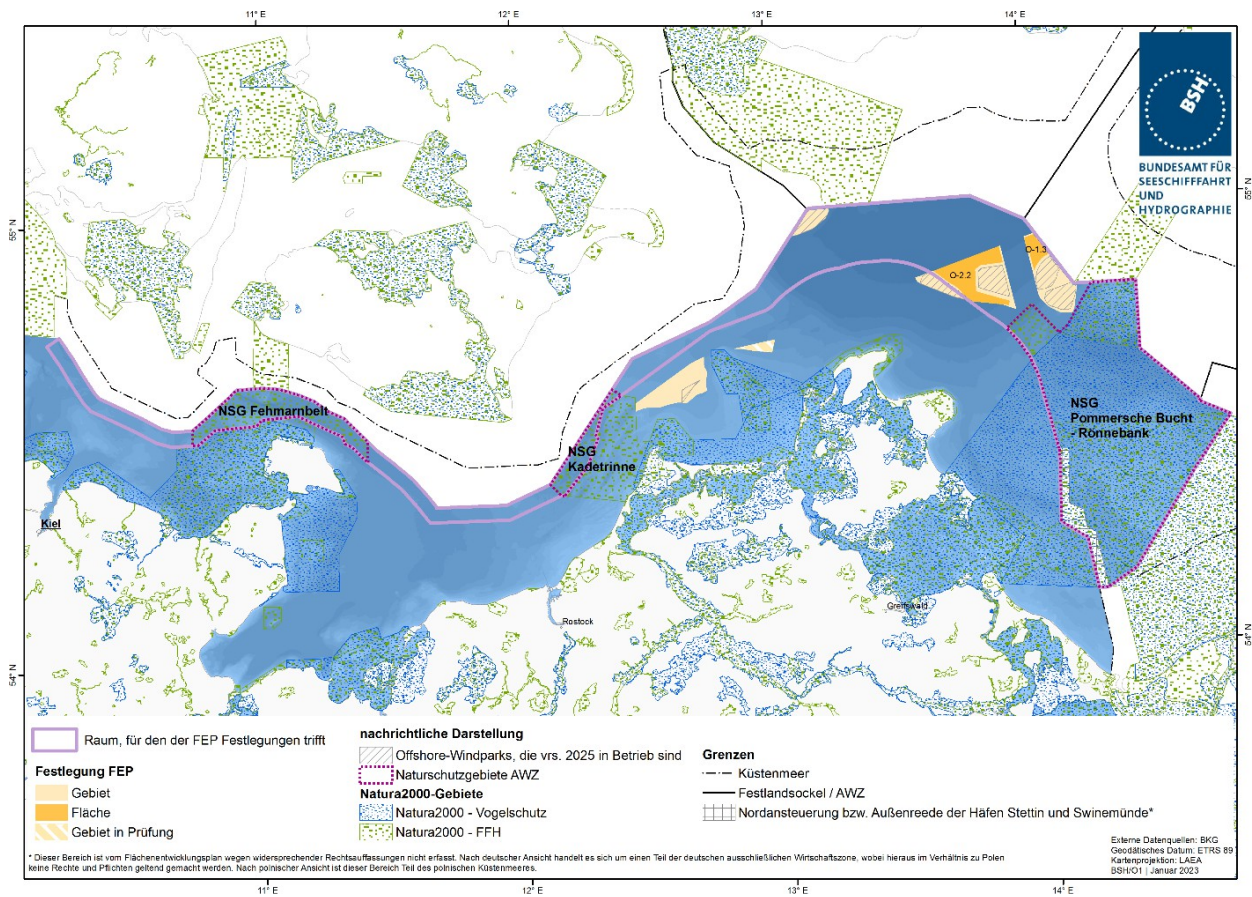 11° E
12° E
13° E
14° E
BSH
BUNDESAMT FÜR
SEESCHIFFFAHRT
UND
HYDROGRAPHIE
55° N
55° N
O-1.3
O-2.2
NSG Fehmarnbelt
NSG
Kadetrinne
NSG
Pommersche Bucht
- Rönnebank
Kiel
Rostock
Greifswald
54° N
54° N
Raum, für den der FEP Festlegungen trifft
Festlegung FEP
Gebiet
Fläche
Gebiet in Prüfung
nachrichtliche Darstellung
Offshore-Windparks, die vrs. 2025 in Betrieb sind
Naturschutzgebiete AWZ
Natura2000-Gebiete
Natura2000 - Vogelschutz
Natura2000 - FFH
Grenzen
Küstenmeer
Festlandsockel / AWZ
Nordansteuerung bzw. Außenreede der Häfen Stettin und Swinemünde*
Externe Datenquellen: BKG
Geodätisches Datum: ETRS 89
Kartenprojektion: LAEA
BSH/O1 | Januar 2023
* Dieser Bereich ist vom Flächenentwicklungsplan wegen widersprechender Rechtsauffassungen nicht erfasst. Nach deutscher Ansicht handelt es sich um einen Teil der deutschen ausschließlichen Wirtschaftszone, wobei hieraus im Verhältnis zu Polen
keine Rechte und Pflichten geltend gemacht werden. Nach polnischer Ansicht ist dieser Bereich Teil des polnischen Küstenmeeres.
11° E
12° E
13° E
14° E